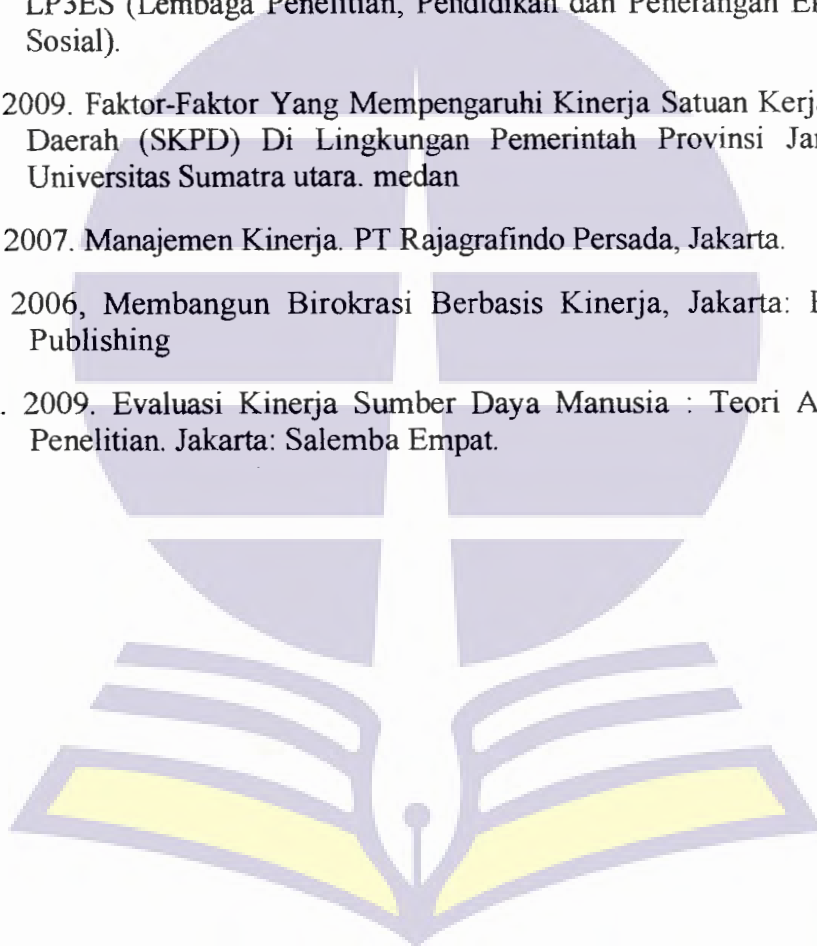 LP3ES (Lembaga Penelitian, Pendidikan dan Penerangan
Sosial).
2009. Faktor-Faktor Yang Mempengaruhi Kinerja Satuan Kerja
Daerah (SKPD) Di Lingkungan Pemerintah Provinsi
Universitas Sumatra utara. medan
2007. Manajemen Kinerja. PT Rajagrafindo Persada, Jakarta.
2006, Membangun Birokrasi Berbasis Kinerja, Jakarta:
Publishing
. 2009. Evaluasi Kinerja Sumber Daya Manusia : Teori
Penelitian. Jakarta: Salemba Empat.